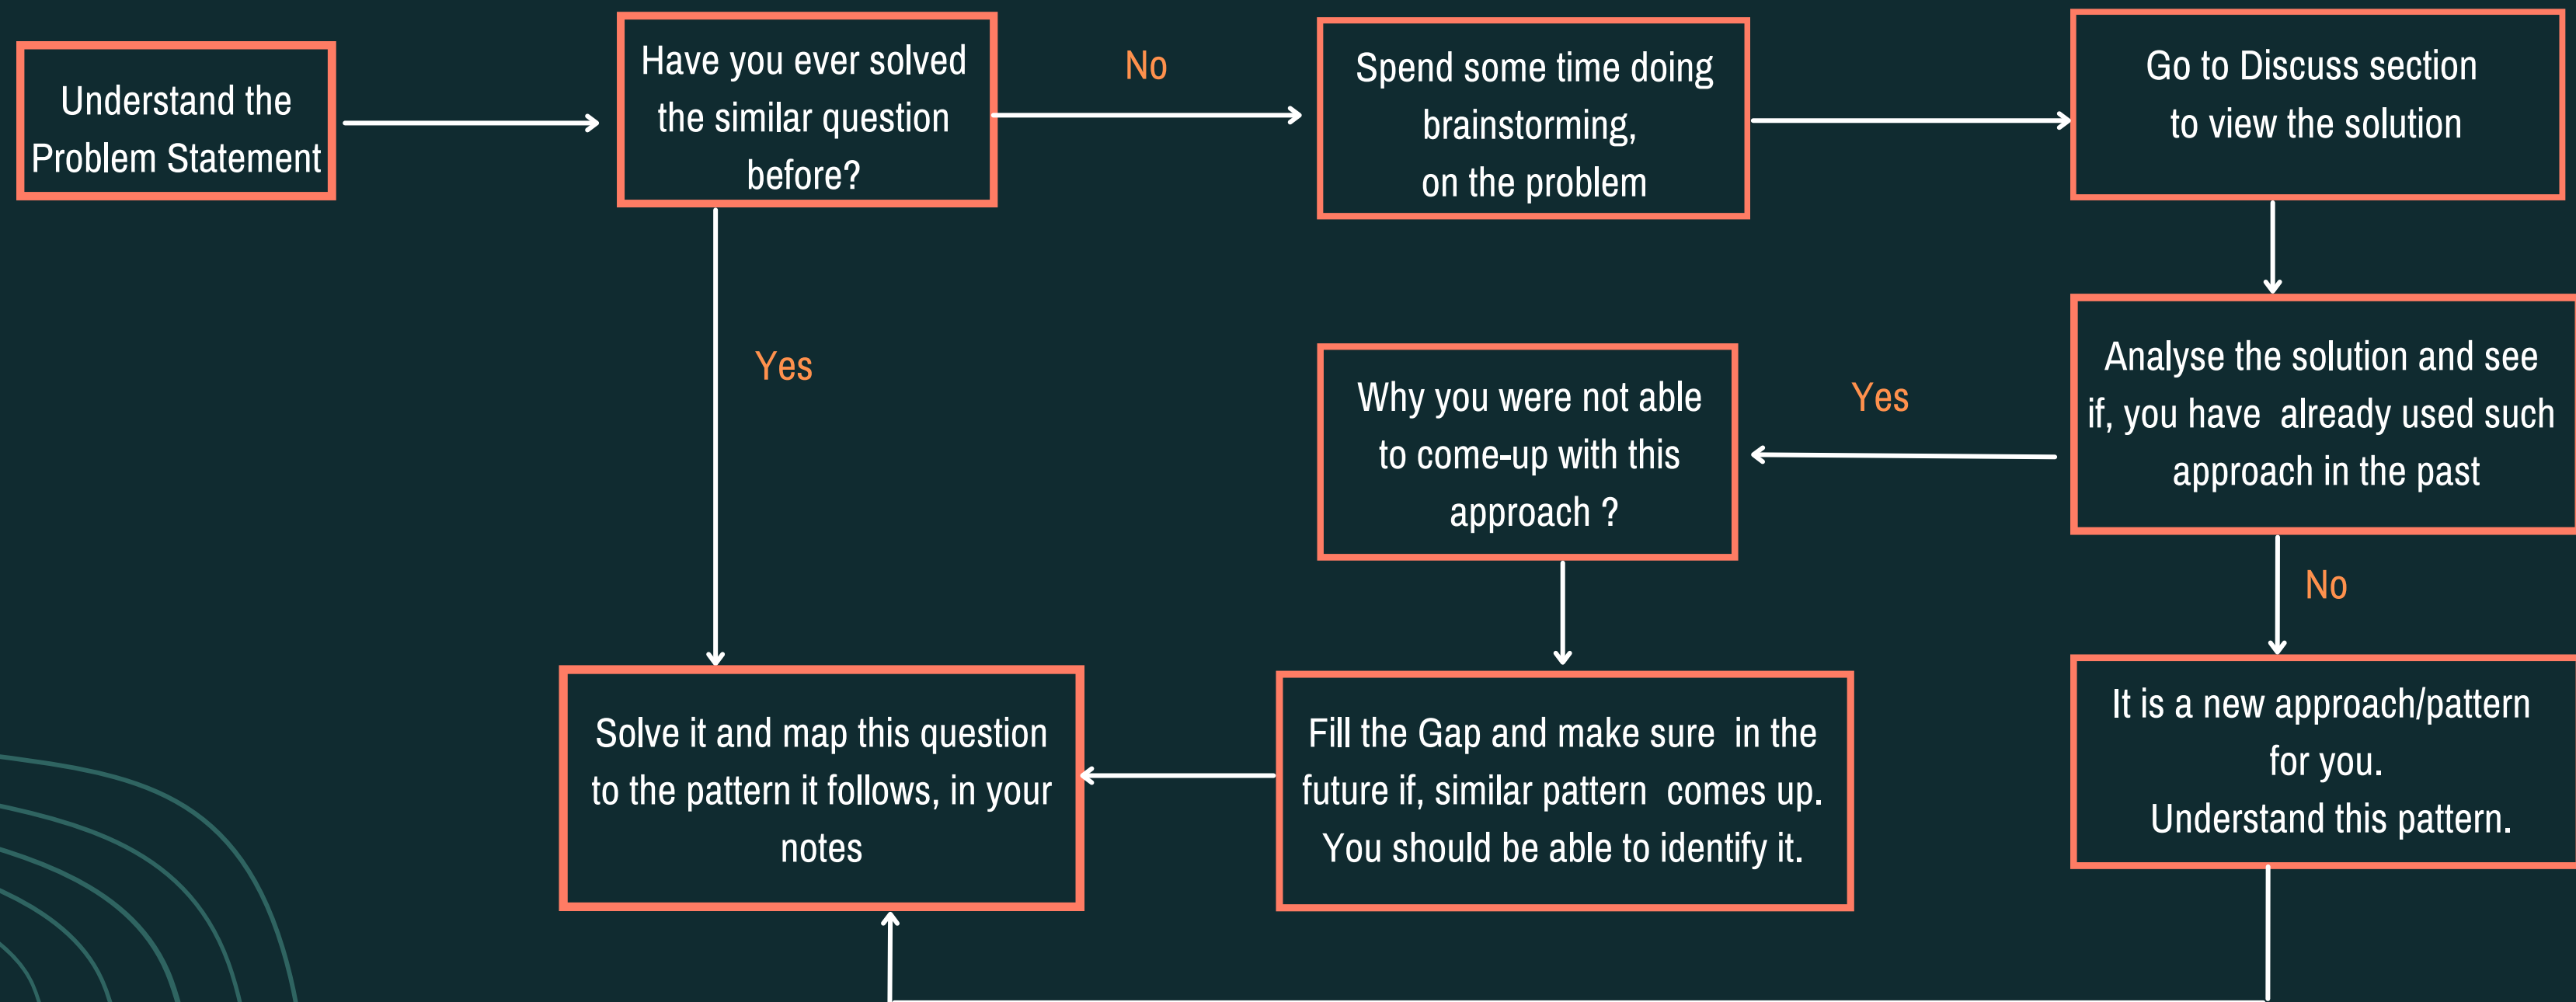 Understand the
Problem Statement
Have you ever solved
the similar question
before?
No
Spend some time doing
brainstorming,
on the problem
Go to Discuss section
to view the solution
Yes
Why you were not able
to come-up with this
approach ?
Yes
Analyse the solution and see
if, you have already used such
approach in the past
No
Solve it and map this question
to the pattern it follows, in your
notes
Fill the Gap and make sure in the
future if, similar pattern comes up.
You should be able to identify it.
It is a new approach/pattern
for you.
Understand this pattern.